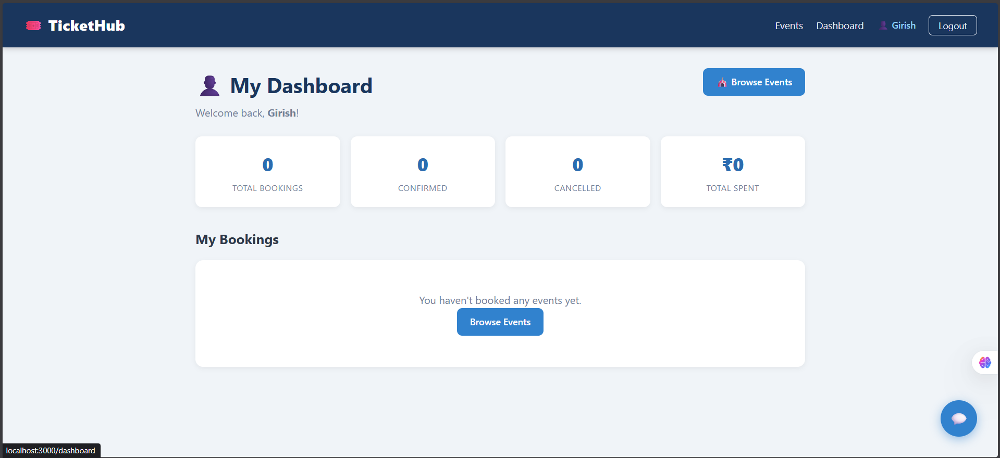 TicketHub
Events
Dashboard
Girish
Logout
My Dashboard
Browse Events
Welcome back, Girish!
0
TOTAL BOOKINGS
0
CONFIRMED
0
CANCELLED
₹0
TOTAL SPENT
My Bookings
You haven't booked any events yet.
Browse Events
localhost:3000/dashboard